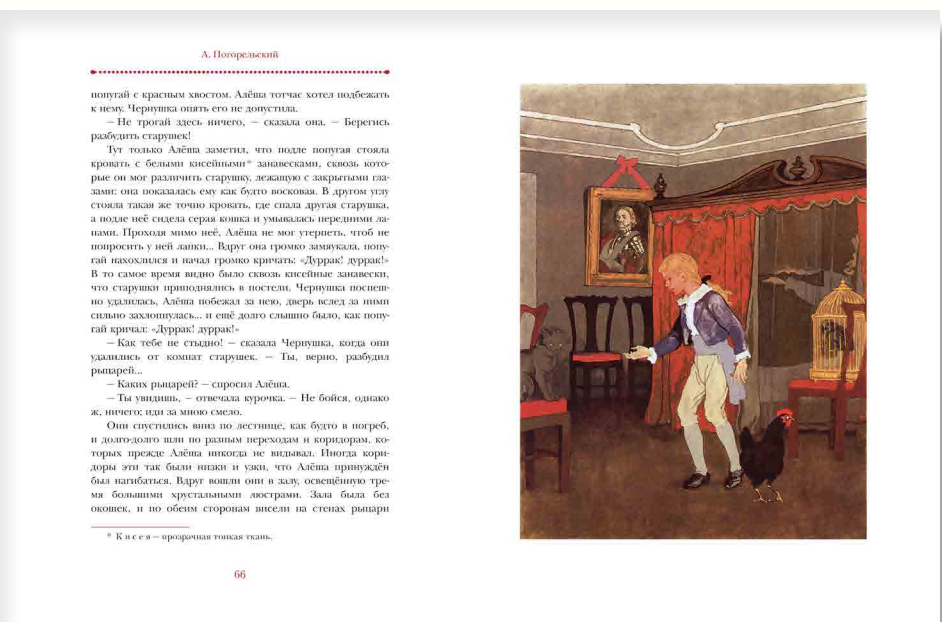 А. Погорельский
попугай с красным хвостом. Алёша тотчас хотел подбежать
к нему. Чернушка опять его не допустила.
— Не трогай здесь ничего, — сказала она. — Берегись
разбудить старушек!
Тут только Алёша заметил, что подле попугая стояла
кровать с белыми кисейными* занавесками, сквозь кото-
рые он мог различить старушку, лежащую с закрытыми гла-
зами: она показалась ему как будто восковая. В другом углу
стояла такая же точно кровать, где спала другая старушка,
а подле неё сидела серая кошка и умывалась передними ла-
пами. Проходя мимо неё, Алёша не мог утерпеть, чтоб не
попросить у ней лапки... Вдруг она громко замяукала, попу-
гай нахохлился и начал громко кричать: «Дуррак! дуррак!»
В то самое время видно было сквозь кисейные занавески,
что старушки приподнялись в постели. Чернушка поспеш-
но удалилась, Алёша побежал за нею, дверь вслед за ними
сильно захлопнулась... и ещё долго слышно было, как попу-
гай кричал: «Дуррак! дуррак!»
— Как тебе не стыдно! — сказала Чернушка, когда они
удалились от комнат старушек. — Ты, верно, разбудил
рыцарей...
— Каких рыцарей? — спросил Алёша.
— Ты увидишь, — отвечала курочка. — Не бойся, однако
ж, ничего; иди за мною смело.
Они спустились вниз по лестнице, как будто в погреб,
и долго-долго шли по разным переходам и коридорам, ко-
торых прежде Алёша никогда не видывал. Иногда кори-
доры эти так были низки и узки, что Алёша принуждён
был нагибаться. Вдруг вошли они в залу, освещённую тре-
мя большими хрустальными люстрами. Зала была без
окошек, и по обеим сторонам висели на стенах рыцари
* Кисея — прозрачная тонкая ткань.
66